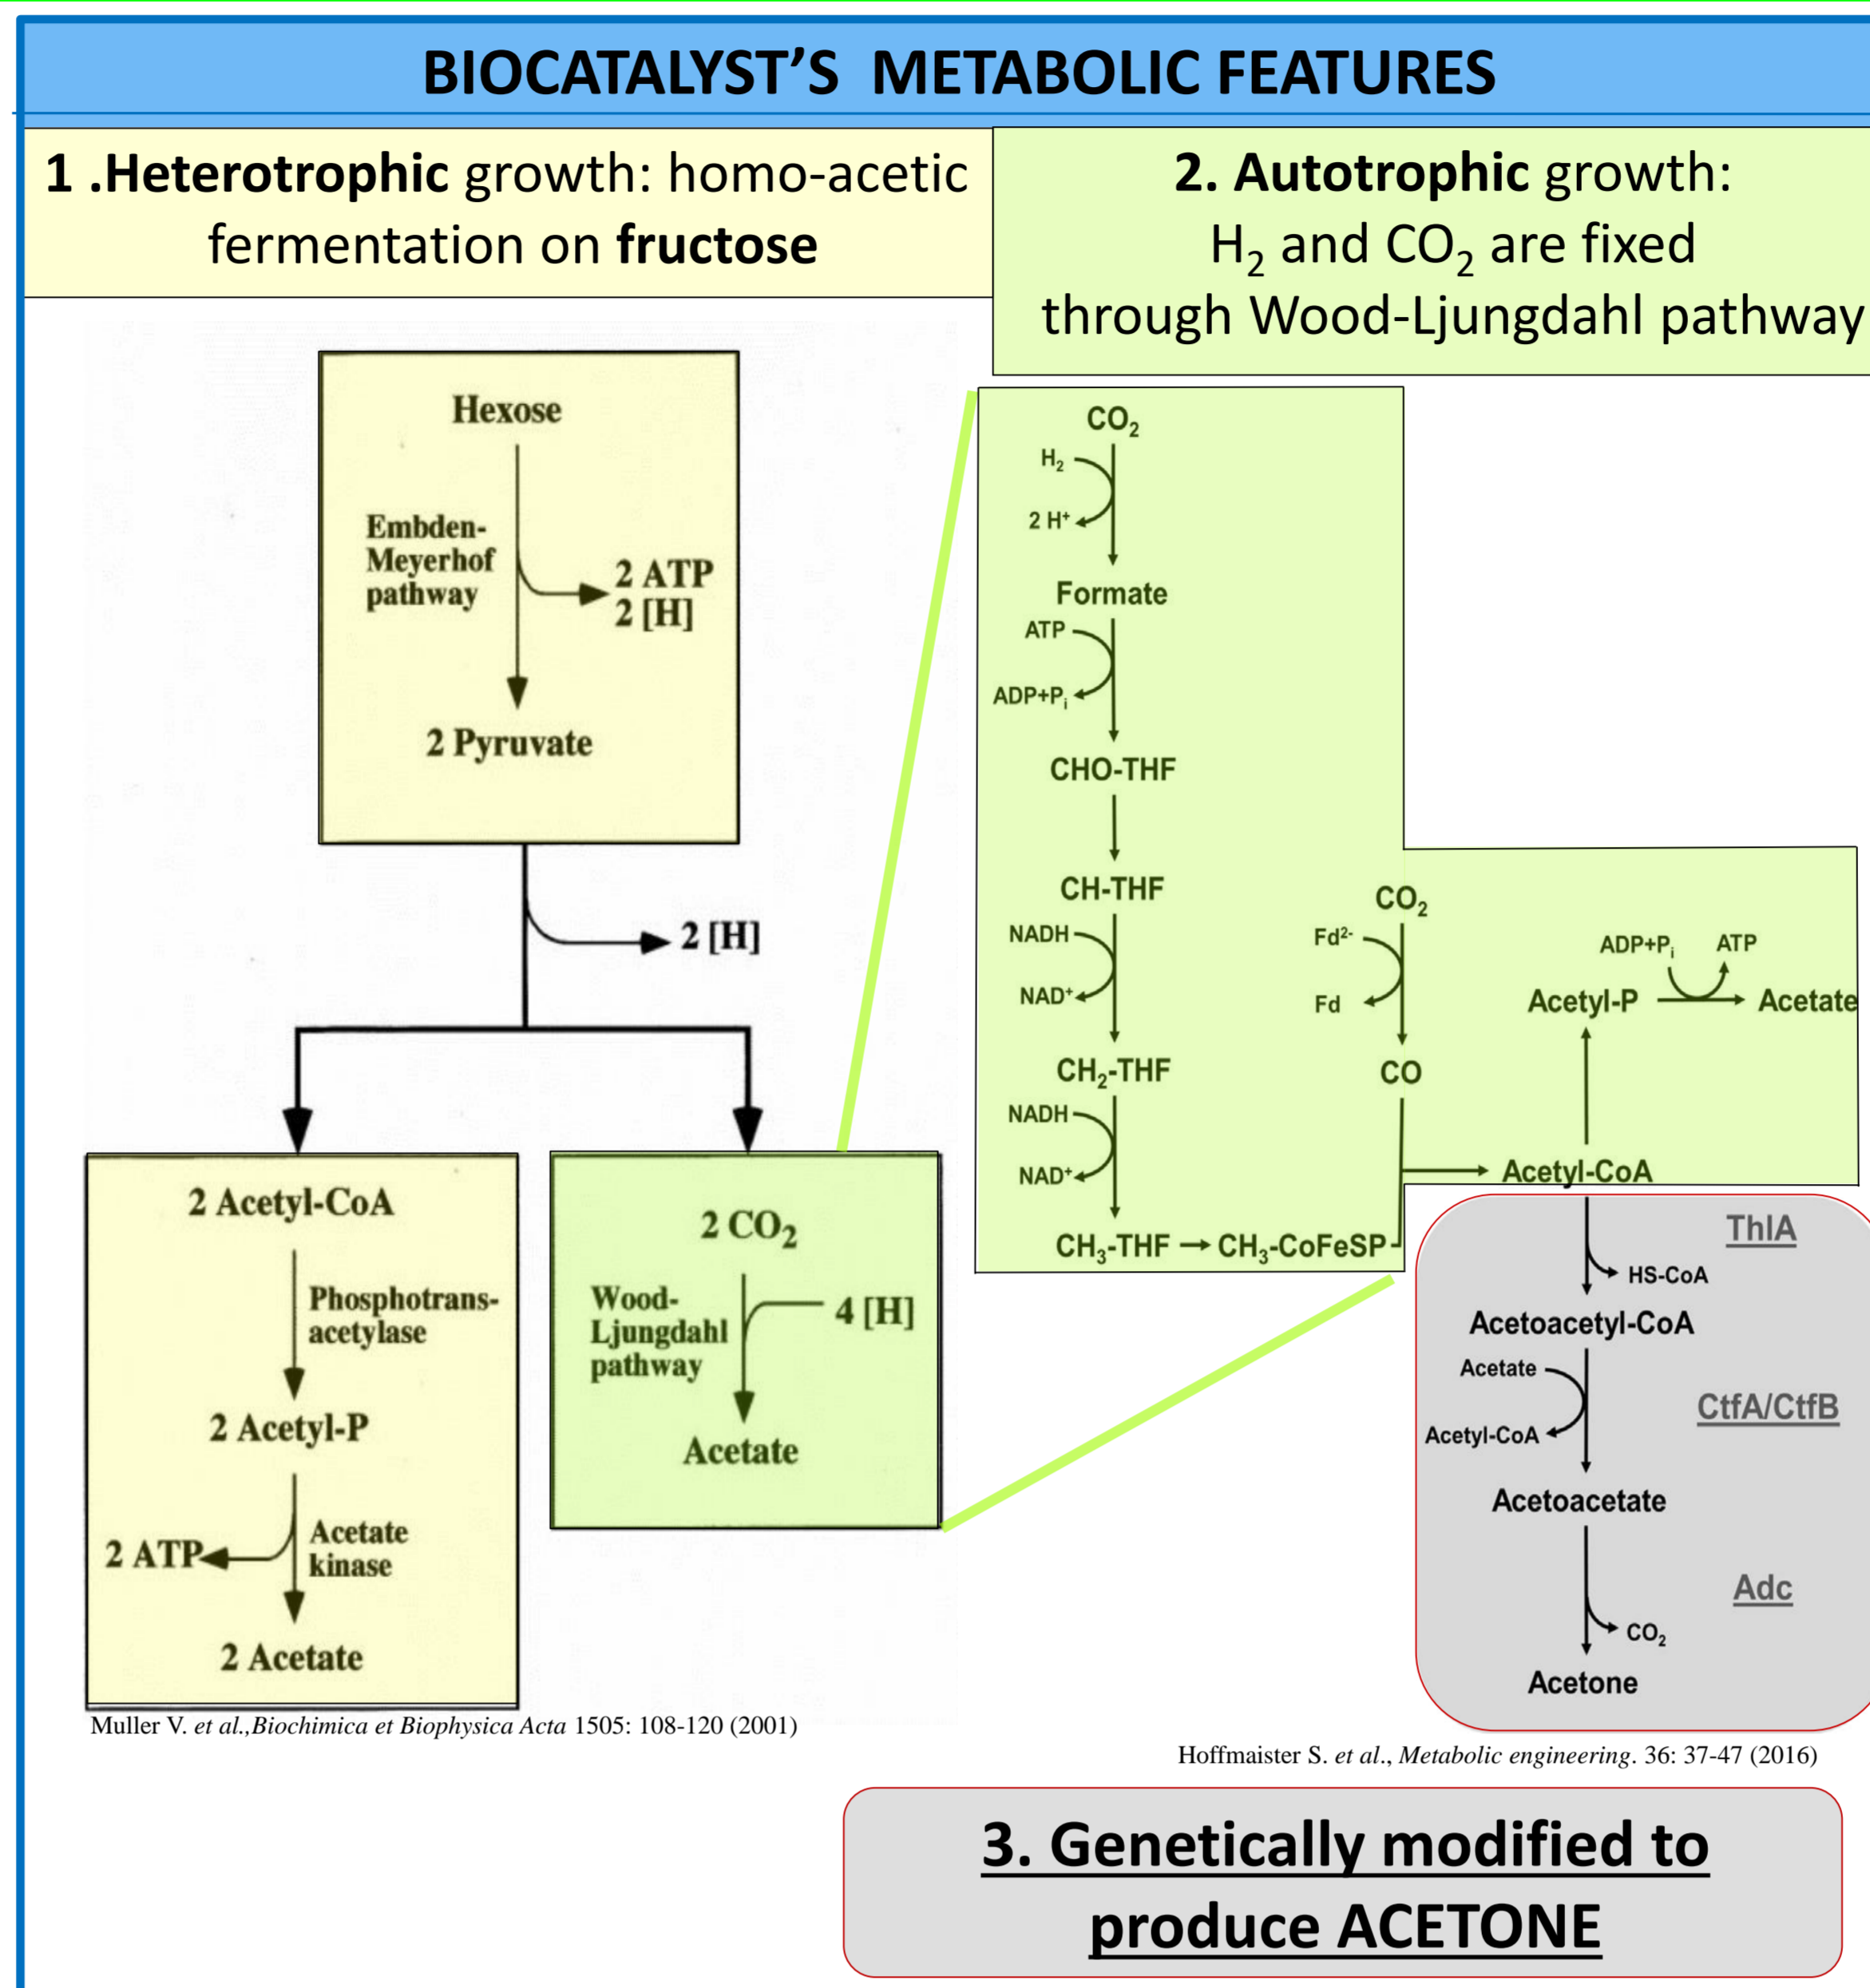 BIOCATALYST’S  METABOLIC FEATURES
1 .Heterotrophic growth: homo-acetic
fermentation on fructose
2. Autotrophic growth:
H₂ and CO₂ are fixed
through Wood-Ljungdahl pathway
Hexose
Embden-
Meyerhof
pathway
2 ATP
2 [H]
2 Pyruvate
2 [H]
2 Acetyl-CoA
Phosphotrans-
acetylase
2 Acetyl-P
2 ATP
Acetate
kinase
2 Acetate
2 CO₂
Wood-
Ljungdahl
pathway
4 [H]
Acetate
Muller V. et al.,Biochimica et Biophysica Acta 1505: 108-120 (2001)
CO₂
H₂
2 H⁺
Formate
ATP
ADP+Pᵢ
CHO-THF
CH-THF
NADH
NAD⁺
CH₂-THF
NADH
NAD⁺
CH₃-THF
CH₃-CoFeSP
CO₂
Fd²⁻
Fd
CO
ADP+Pᵢ
ATP
Acetyl-P
Acetate
Acetyl-CoA
ThlA
HS-CoA
Acetoacetyl-CoA
Acetate
CtfA/CtfB
Acetyl-CoA
Acetoacetate
Adc
CO₂
Acetone
Hoffmaister S. et al., Metabolic engineering. 36: 37-47 (2016)
3. Genetically modified to
produce ACETONE